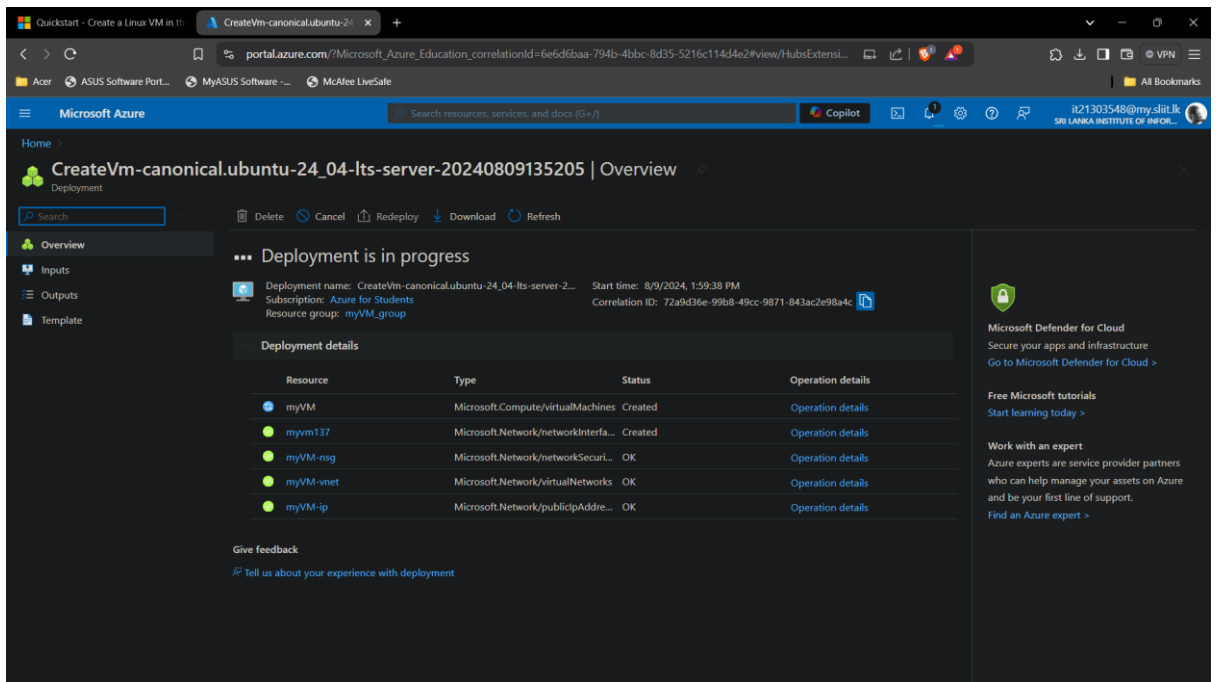 Quickstart - Create a Linux VM in th
CreateVm-canonical.ubuntu-24
portal.azure.com/?Microsoft_Azure_Education_correlationId=6e6d6baa-794b-4bbc-8d35-5216c114d4e2#view/HubsExtensi...
VPN
Acer
ASUS Software Port...
MyASUS Software -...
McAfee LiveSafe
All Bookmarks
Microsoft Azure
Search resources, services, and docs (G+/)
Copilot
1
it21303548@my.sliit.lk
SRI LANKA INSTITUTE OF INFOR...
Home >
CreateVm-canonical.ubuntu-24_04-lts-server-20240809135205 | Overview
Deployment
Search
Delete Cancel Redeploy Download Refresh
Overview
Inputs
Outputs
Template
Deployment is in progress
Deployment name: CreateVm-canonical.ubuntu-24_04-lts-server-2...
Subscription: Azure for Students
Resource group: myVM_group
Start time: 8/9/2024, 1:59:38 PM
Correlation ID: 72a9d36e-99b8-49cc-9871-843ac2e98a4c
Deployment details
Resource Type Status Operation details
myVM Microsoft.Compute/virtualMachines Created Operation details
myvm137 Microsoft.Network/networkInterfa... Created Operation details
myVM-nsg Microsoft.Network/networkSecuri... OK Operation details
myVM-vnet Microsoft.Network/virtualNetworks OK Operation details
myVM-ip Microsoft.Network/publicIpAddre... OK Operation details
Give feedback
Tell us about your experience with deployment
Microsoft Defender for Cloud
Secure your apps and infrastructure
Go to Microsoft Defender for Cloud >
Free Microsoft tutorials
Start learning today >
Work with an expert
Azure experts are service provider partners
who can help manage your assets on Azure
and be your first line of support.
Find an Azure expert >